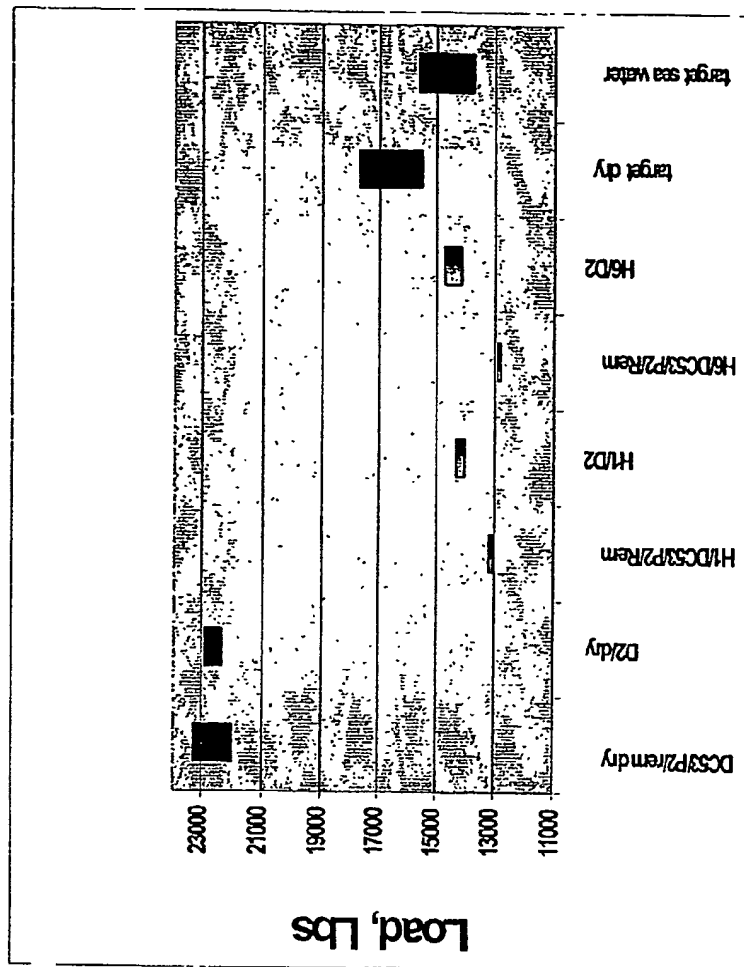 Load, Lbs
23000
21000
19000
17000
15000
13000
11000
DC53/P2/rem dry
D2/dry
H1/DC53/P2/Rem
H1/D2
H6/DC53/P2/Rem
H6/D2
target dry
target sea water